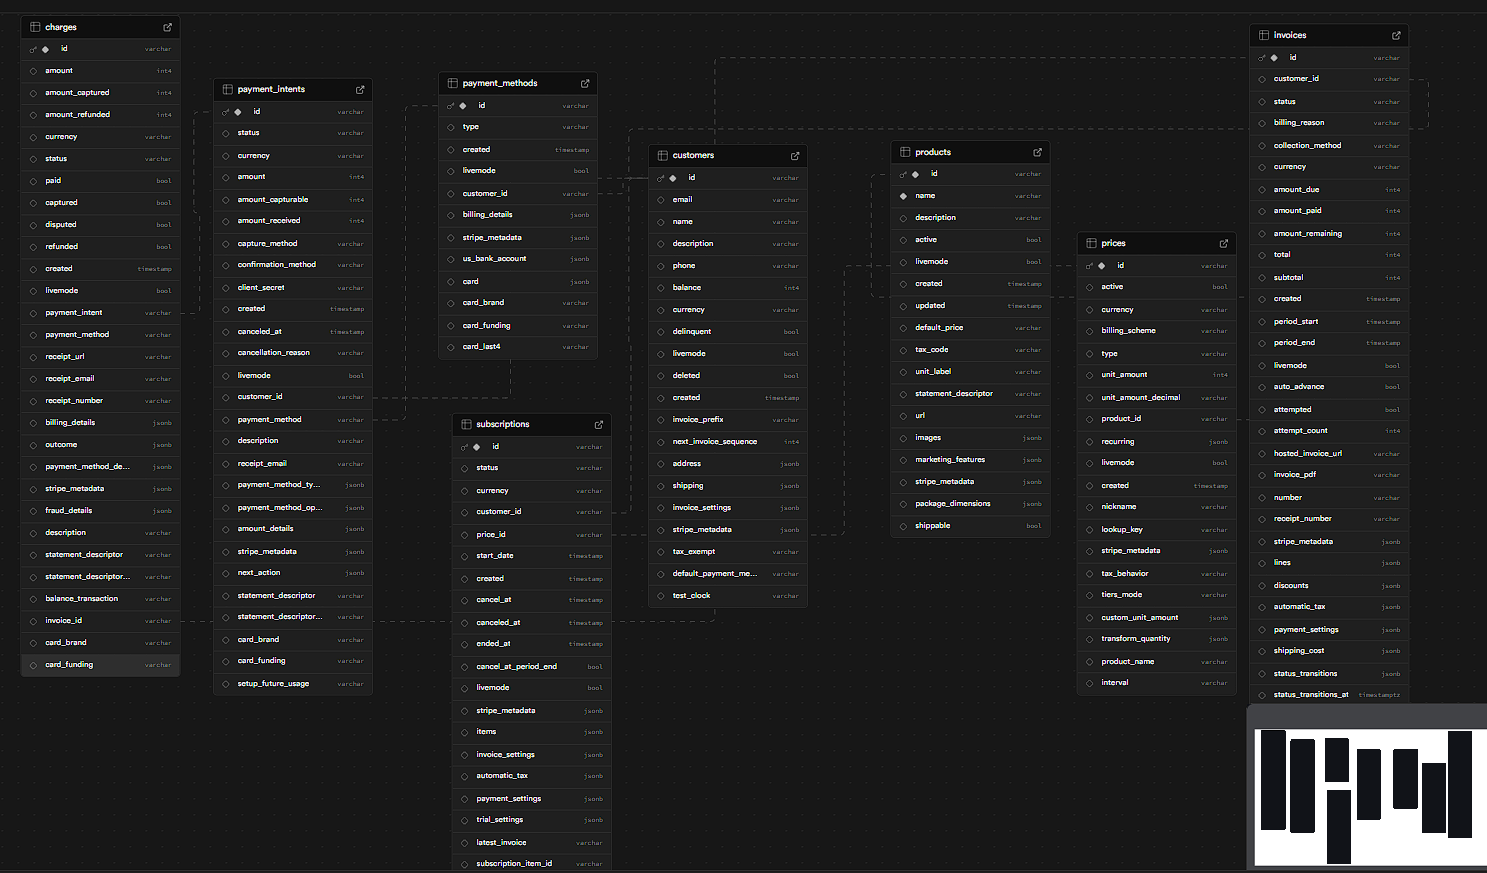 charges
id varchar
amount int4
amount_captured int4
amount_refunded int4
currency varchar
status varchar
paid bool
captured bool
disputed bool
refunded bool
created timestamp
livemode bool
payment_intent varchar
payment_method varchar
receipt_url varchar
receipt_email varchar
receipt_number varchar
billing_details jsonb
outcome jsonb
payment_method_de... jsonb
stripe_metadata jsonb
fraud_details jsonb
description varchar
statement_descriptor varchar
statement_descriptor... varchar
balance_transaction varchar
invoice_id varchar
card_brand varchar
card_funding varchar
payment_intents
id varchar
status varchar
currency varchar
amount int4
amount_capturable int4
amount_received int4
capture_method varchar
confirmation_method varchar
client_secret varchar
created timestamp
canceled_at timestamp
cancellation_reason varchar
livemode bool
customer_id varchar
payment_method varchar
description varchar
receipt_email varchar
payment_method_ty... jsonb
payment_method_op... jsonb
amount_details jsonb
stripe_metadata jsonb
next_action jsonb
statement_descriptor varchar
statement_descriptor... varchar
card_brand varchar
card_funding varchar
setup_future_usage varchar
payment_methods
id varchar
type varchar
created timestamp
livemode bool
customer_id varchar
billing_details jsonb
stripe_metadata jsonb
us_bank_account jsonb
card jsonb
card_brand varchar
card_funding varchar
card_last4 varchar
subscriptions
id varchar
status varchar
currency varchar
customer_id varchar
price_id varchar
start_date timestamp
created timestamp
cancel_at timestamp
canceled_at timestamp
ended_at timestamp
cancel_at_period_end bool
livemode bool
stripe_metadata jsonb
items jsonb
invoice_settings jsonb
automatic_tax jsonb
payment_settings jsonb
trial_settings jsonb
latest_invoice varchar
subscription_item_id varchar
customers
id varchar
email varchar
name varchar
description varchar
phone varchar
balance int4
currency varchar
delinquent bool
livemode bool
deleted bool
created timestamp
invoice_prefix varchar
next_invoice_sequence int4
address jsonb
shipping jsonb
invoice_settings jsonb
stripe_metadata jsonb
tax_exempt varchar
default_payment_me... varchar
test_clock varchar
products
id varchar
name varchar
description varchar
active bool
livemode bool
created timestamp
updated timestamp
default_price varchar
tax_code varchar
unit_label varchar
statement_descriptor varchar
url varchar
images jsonb
marketing_features jsonb
stripe_metadata jsonb
package_dimensions jsonb
shippable bool
prices
id varchar
active bool
currency varchar
billing_scheme varchar
type varchar
unit_amount int4
unit_amount_decimal varchar
product_id varchar
recurring jsonb
livemode bool
created timestamp
nickname varchar
lookup_key varchar
stripe_metadata jsonb
tax_behavior varchar
tiers_mode varchar
custom_unit_amount jsonb
transform_quantity jsonb
product_name varchar
interval varchar
invoices
id varchar
customer_id varchar
status varchar
billing_reason varchar
collection_method varchar
currency varchar
amount_due int4
amount_paid int4
amount_remaining int4
total int4
subtotal int4
created timestamp
period_start timestamp
period_end timestamp
livemode bool
auto_advance bool
attempted bool
attempt_count int4
hosted_invoice_url varchar
invoice_pdf varchar
number varchar
receipt_number varchar
stripe_metadata jsonb
lines jsonb
discounts jsonb
automatic_tax jsonb
payment_settings jsonb
shipping_cost jsonb
status_transitions jsonb
status_transitions_at timestamptz